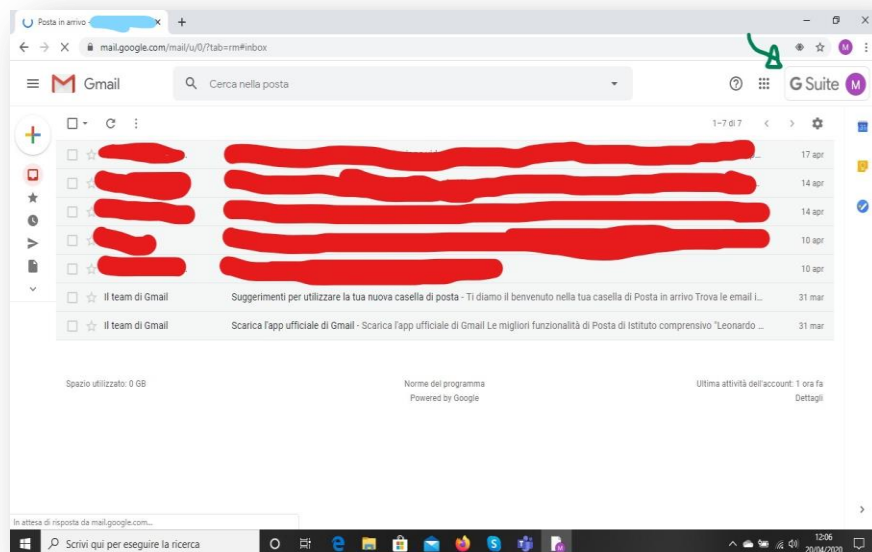 Posta in arrivo -
mail.google.com/mail/u/0/?tab=rm#inbox
M
Gmail
Cerca nella posta
G Suite
M
1–7 di 7
17 apr
14 apr
14 apr
10 apr
10 apr
Il team di Gmail Suggerimenti per utilizzare la tua nuova casella di posta - Ti diamo il benvenuto nella tua casella di Posta in arrivo Trova le email i... 31 mar
Il team di Gmail Scarica l'app ufficiale di Gmail - Scarica l'app ufficiale di Gmail Le migliori funzionalità di Posta di Istituto comprensivo "Leonardo ... 31 mar
Spazio utilizzato: 0 GB
Norme del programma
Powered by Google
Ultima attività dell'account: 1 ora fa
Dettagli
In attesa di risposta da mail.google.com...
Scrivi qui per eseguire la ricerca
12:06
20/04/2020